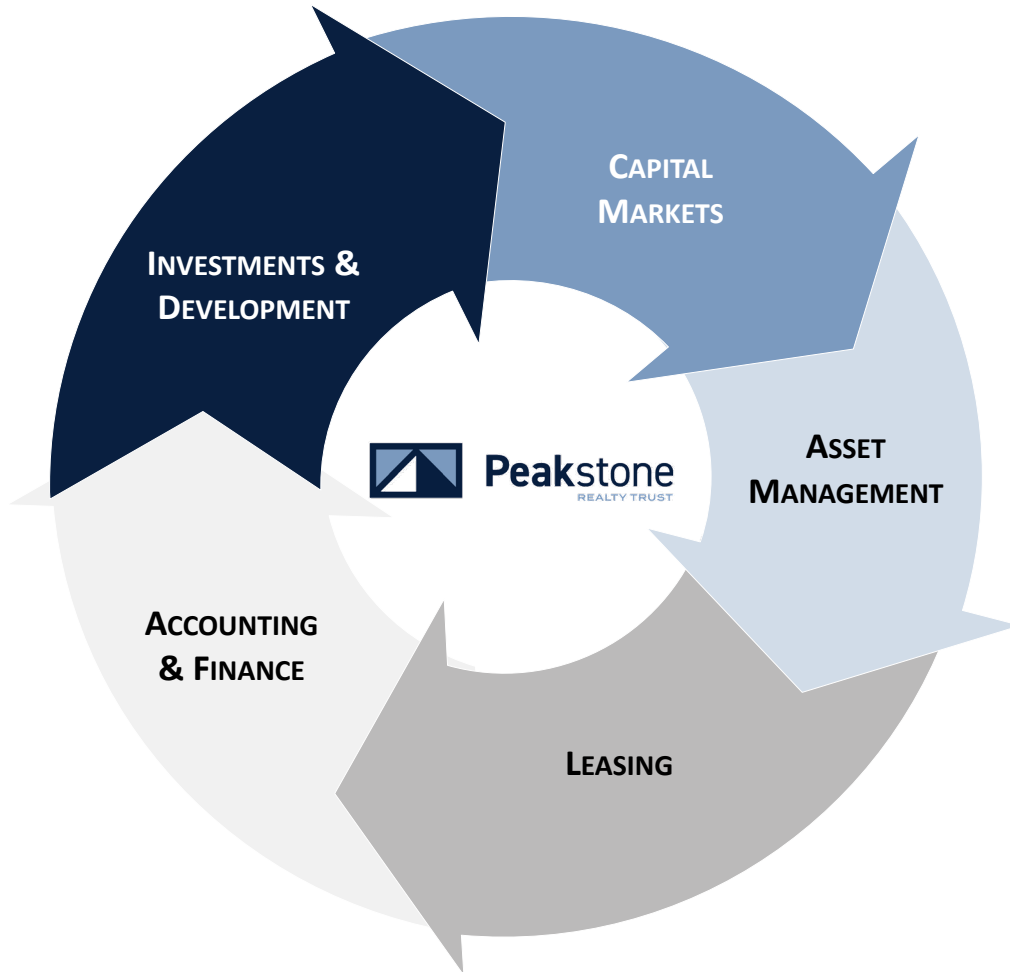 CAPITAL
MARKETS
INVESTMENTS &
DEVELOPMENT
ASSET
MANAGEMENT
Peakstone
REALTY TRUST
ACCOUNTING
& FINANCE
LEASING